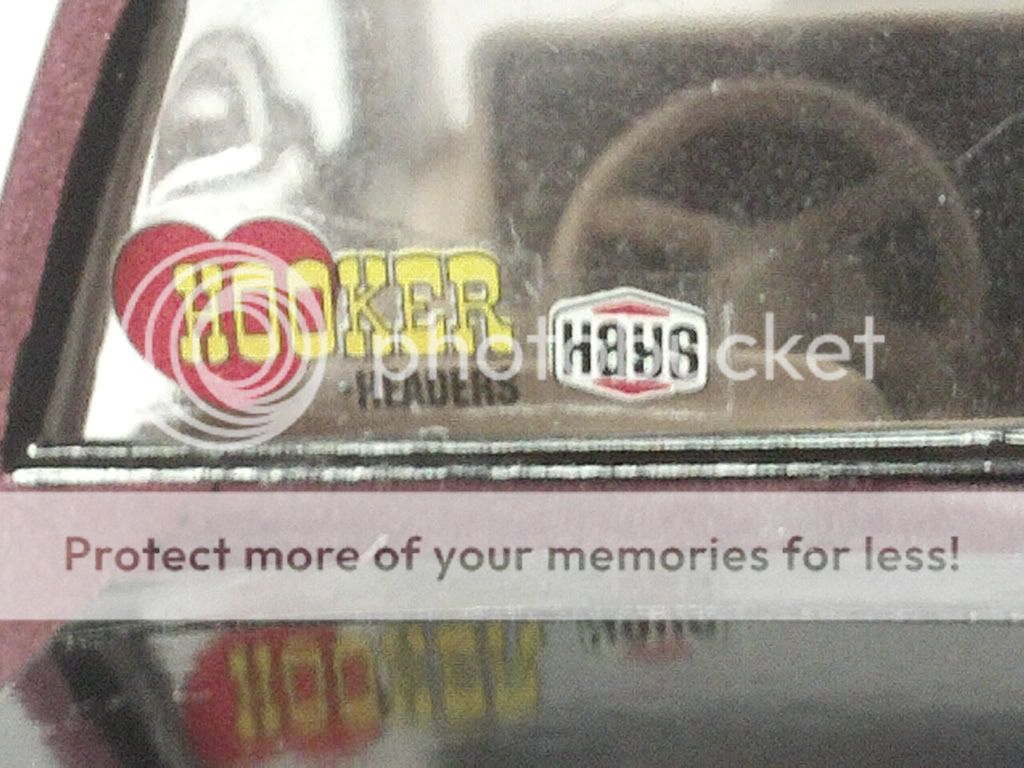 HOOKER
HEADERS
Hays
photobucket
Protect more of your memories for less!